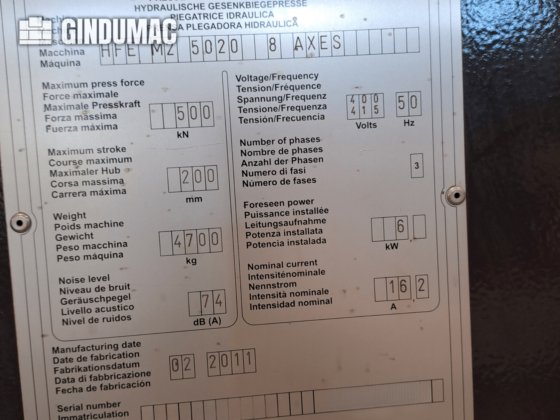 GINDUMAC
HYDRAULISCHE GESENKBIEGEPRESSE
PIEGATRICE IDRAULICA
PLEGADORA HIDRAULICA
Macchina
Máquina
HFE M2 5020 8 AXES
Maximum press force
Force maximale
Maximale Presskraft
Forza massima
Fuerza máxima
500
kN
Maximum stroke
Course maximum
Maximaler Hub
Corsa massima
Carrera máxima
200
mm
Weight
Poids machine
Gewicht
Peso macchina
Peso máquina
4700
kg
Noise level
Niveau de bruit
Geräuschpegel
Livello acustico
Nivel de ruidos
74
dB (A)
Manufacturing date
Date de fabrication
Fabrikationsdatum
Data di fabbricazione
Fecha de fabricación
02 2011
Serial number
Immatriculation
Voltage/Frequency
Tension/Fréquence
Spannung/Frequenz
Tensione/Frequenza
Tensión/Frecuencia
400
415
Volts
50
Hz
Number of phases
Nombre de phases
Anzahl der Phasen
Numero di fasi
Número de fases
3
Foreseen power
Puissance installée
Leitungsaufnahme
Potenza installata
Potencia instalada
6
kW
Nominal current
Intensiténominale
Nennstrom
Intensità nominale
Intensidad nominal
162
A